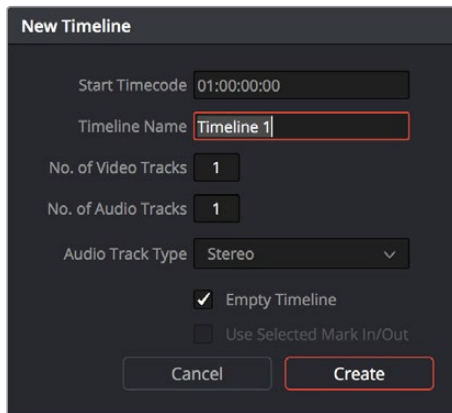 New Timeline
Start Timecode 01:00:00:00
Timeline Name Timeline 1
No. of Video Tracks 1
No. of Audio Tracks 1
Audio Track Type Stereo
Empty Timeline
Use Selected Mark In/Out
Cancel Create